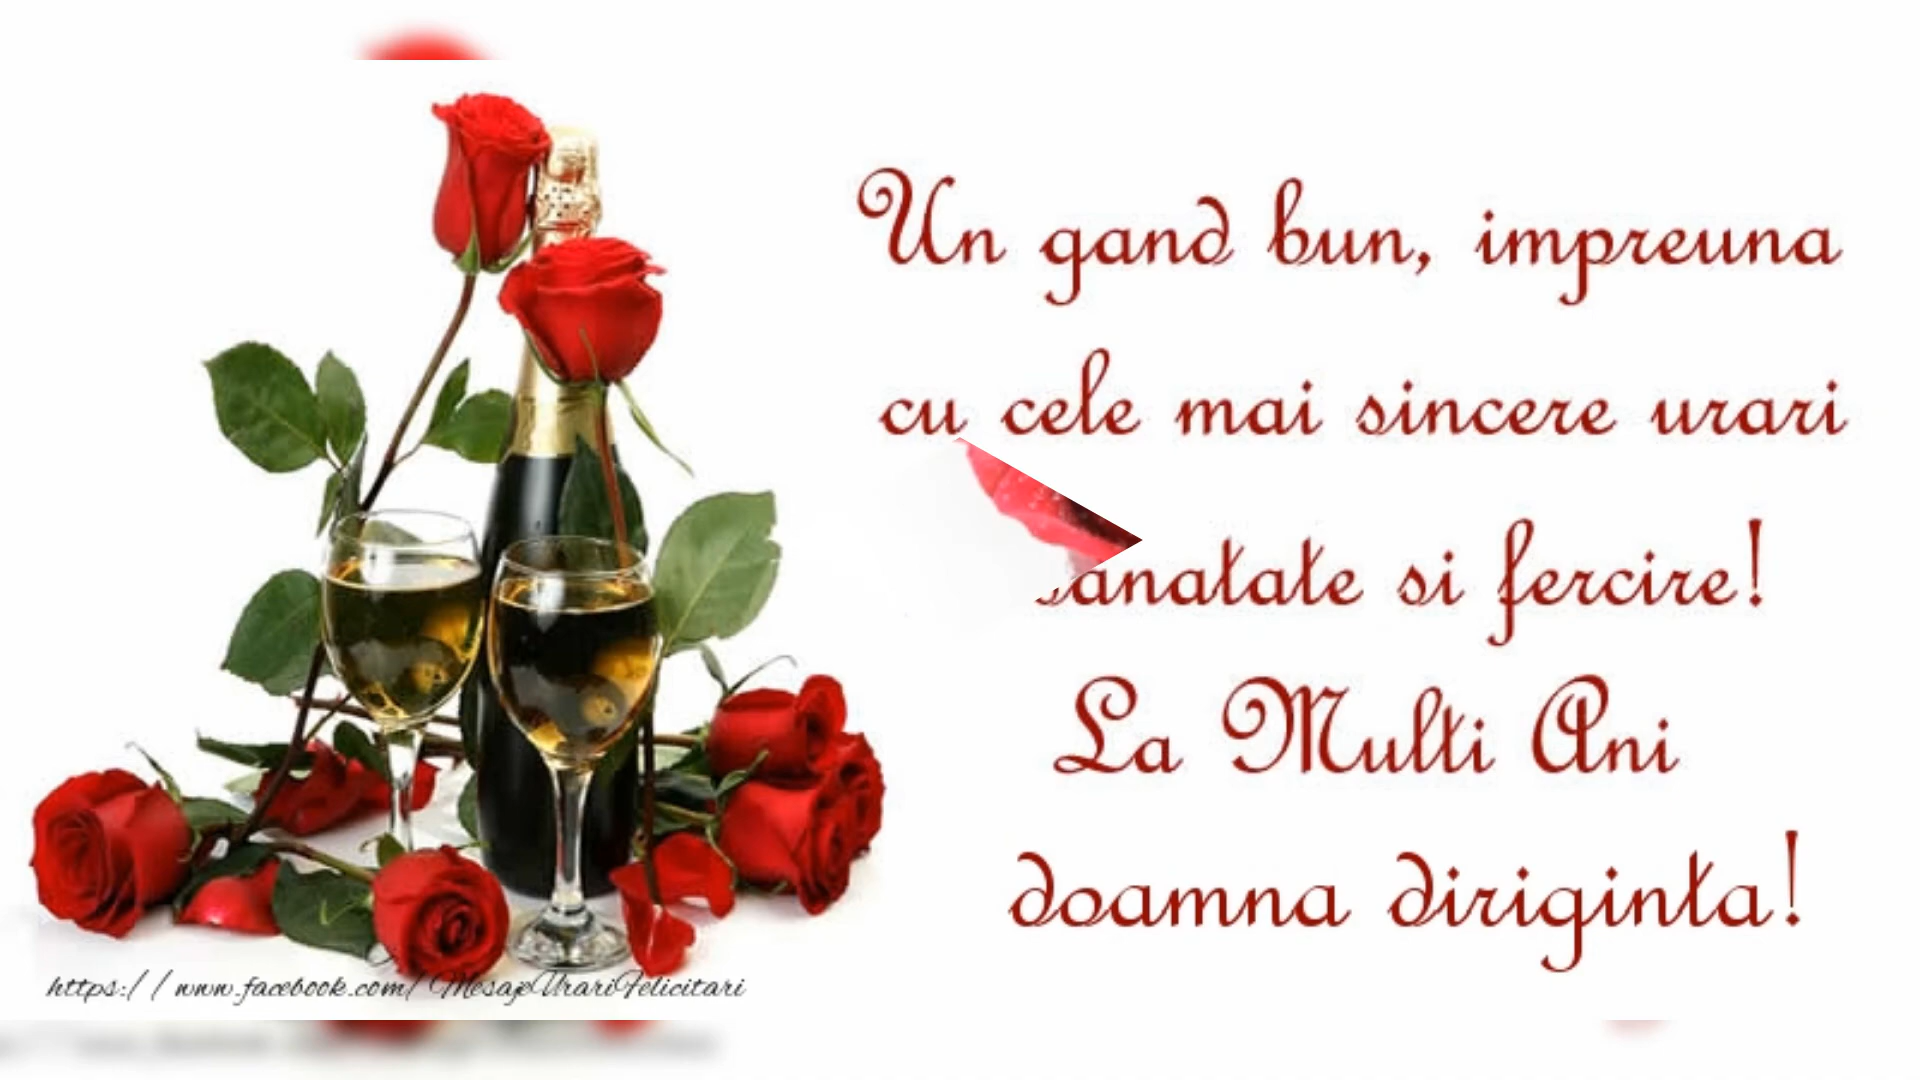 Un gand bun, impreuna
cu cele mai sincere urari
si fercire!
La Multi Ani
doamna diriginta!
https://www.facebook.com/MesajeUrariFelicitari